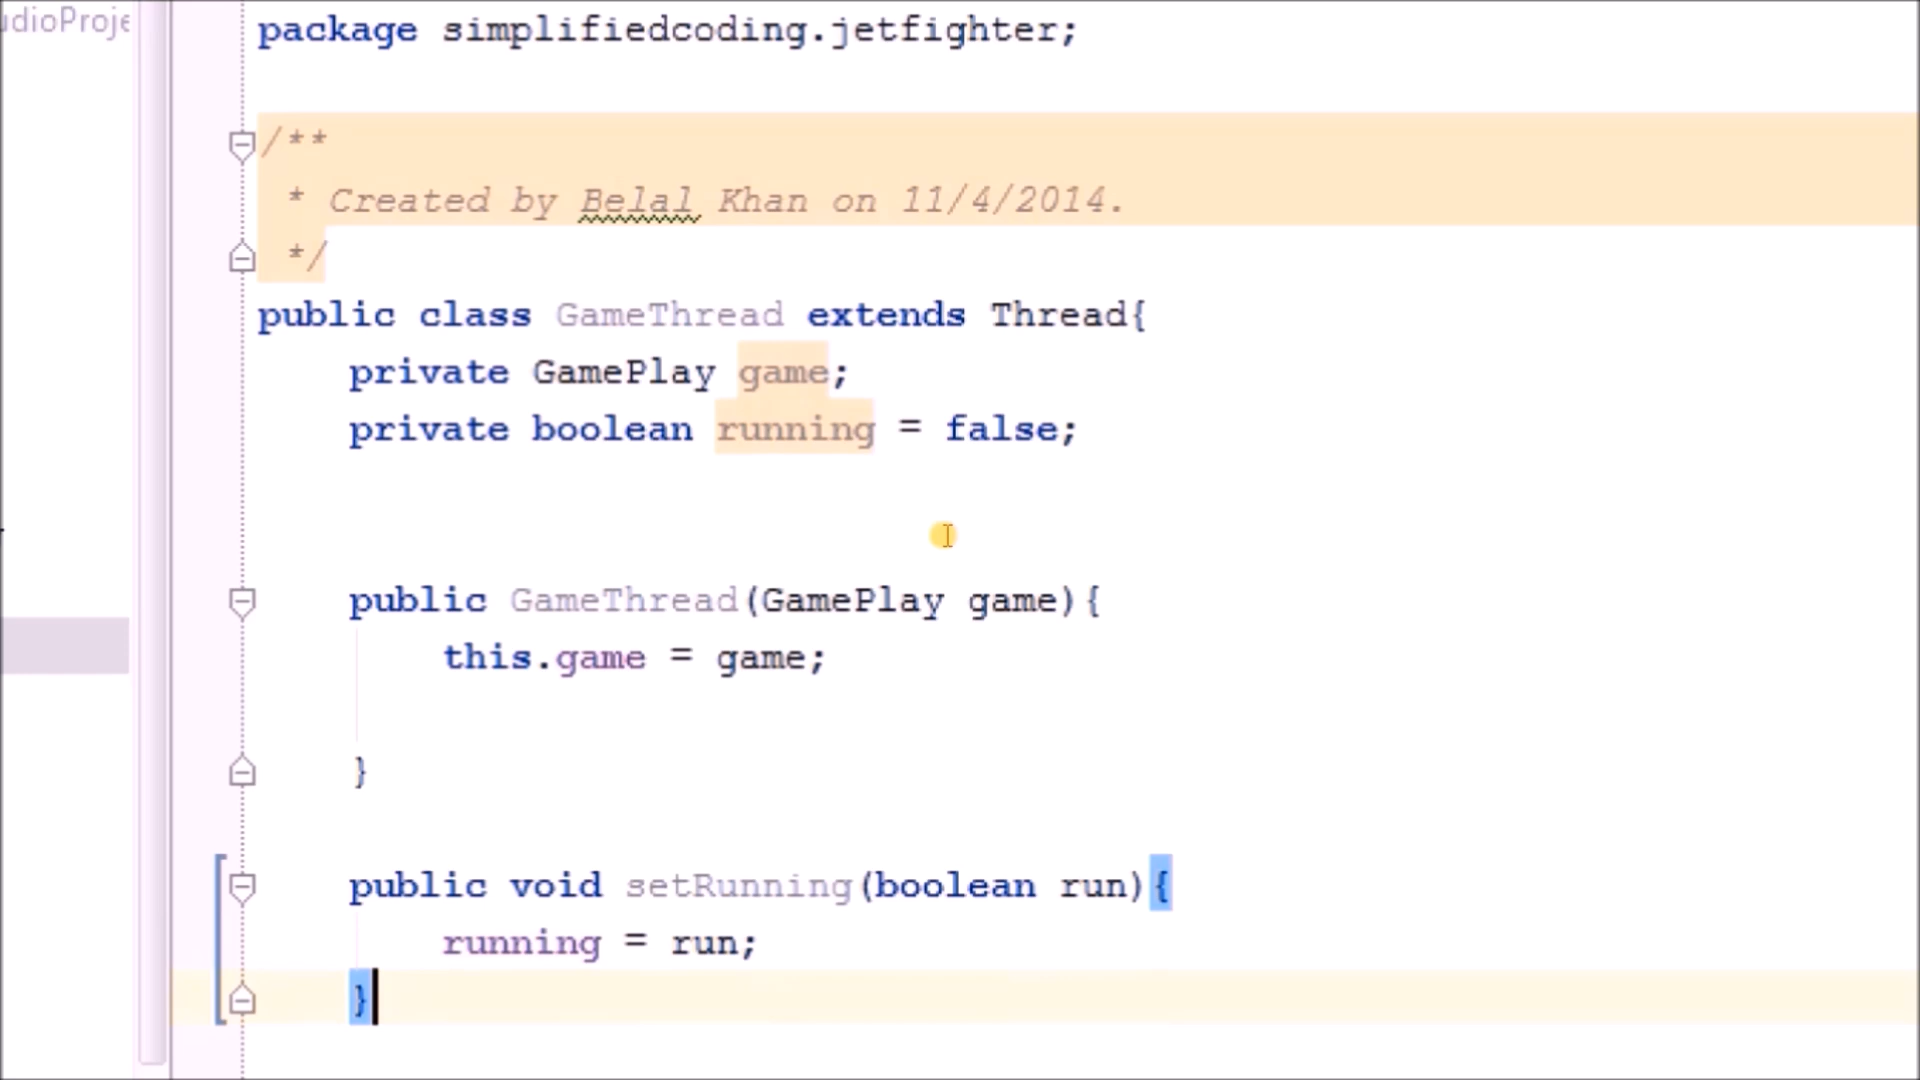 udioProje
package simplifiedcoding.jetfighter;
/**
* Created by Belal Khan on 11/4/2014.
*/
public class GameThread extends Thread{
private GamePlay game;
private boolean running = false;
public GameThread(GamePlay game){
this.game = game;
}
public void setRunning(boolean run){
running = run;
}